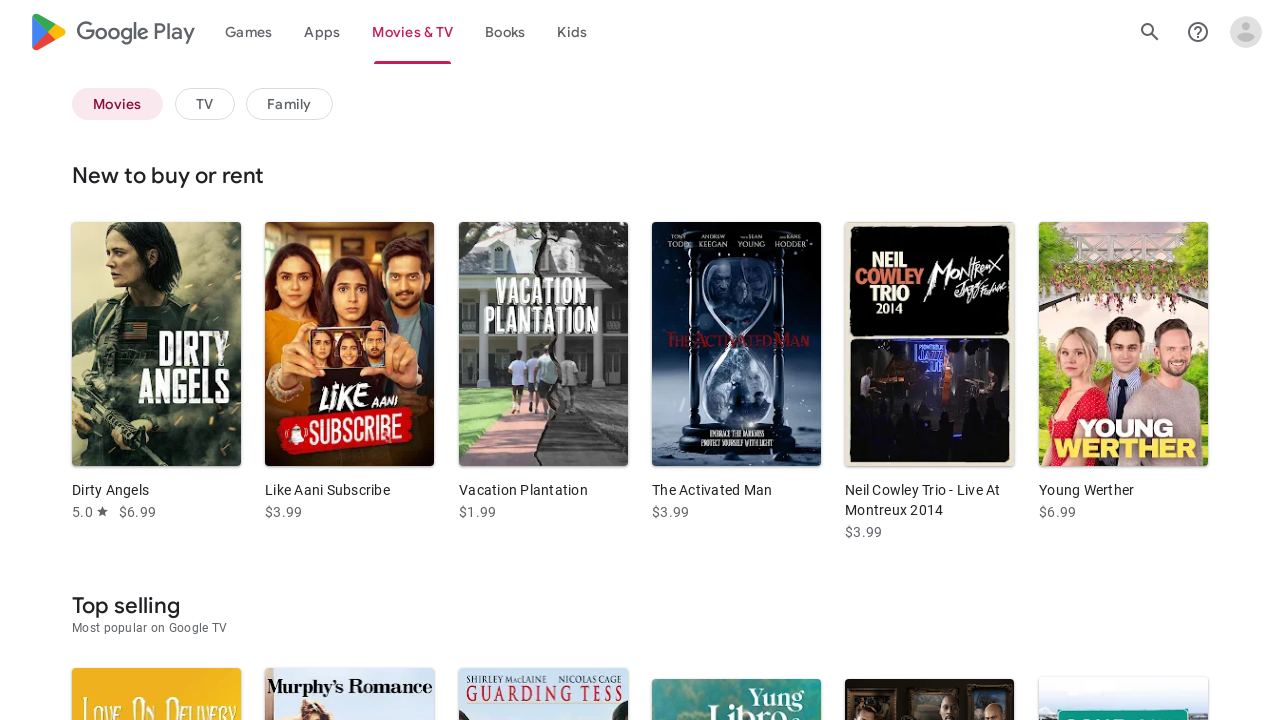 Google Play
Games
Apps
Movies & TV
Books
Kids
Movies
TV
Family
New to buy or rent
DIRTY
ANGELS
LIKE AANI
SUBSCRIBE
VACATION
PLANTATION
TONY TODD
ANDREW KEEGAN
SEAN YOUNG
KANE HODDER
THE ACTIVATED MAN
EMBRACE THE DARKNESS
PROTECT YOURSELF WITH LIGHT
NEIL
COWLEY
TRIO
2014
MONTREUX
Jazz Festival
YOUNG
WERTHER
Dirty Angels
5.0 ★ $6.99
Like Aani Subscribe
$3.99
Vacation Plantation
$1.99
The Activated Man
$3.99
Neil Cowley Trio - Live At
Montreux 2014
$3.99
Young Werther
$6.99
Top selling
Most popular on Google TV
LOVE ON DELIVERY
Murphy's Romance
SHIRLEY MACLAINE NICOLAS CAGE
GUARDING TESS
Yung
Libro